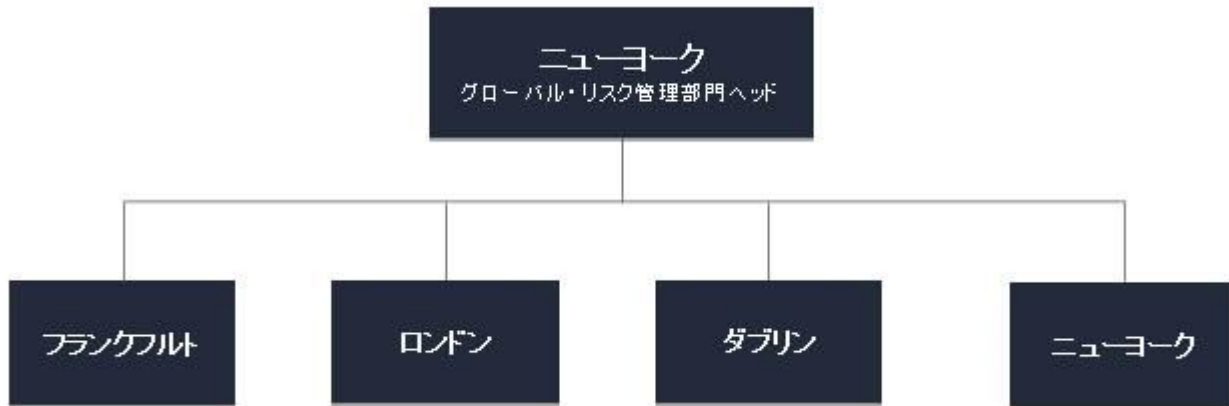 ニューヨーク
グローバル・リスク管理部門ヘッド
フランクフルト
ロンドン
ダブリン
ニューヨーク